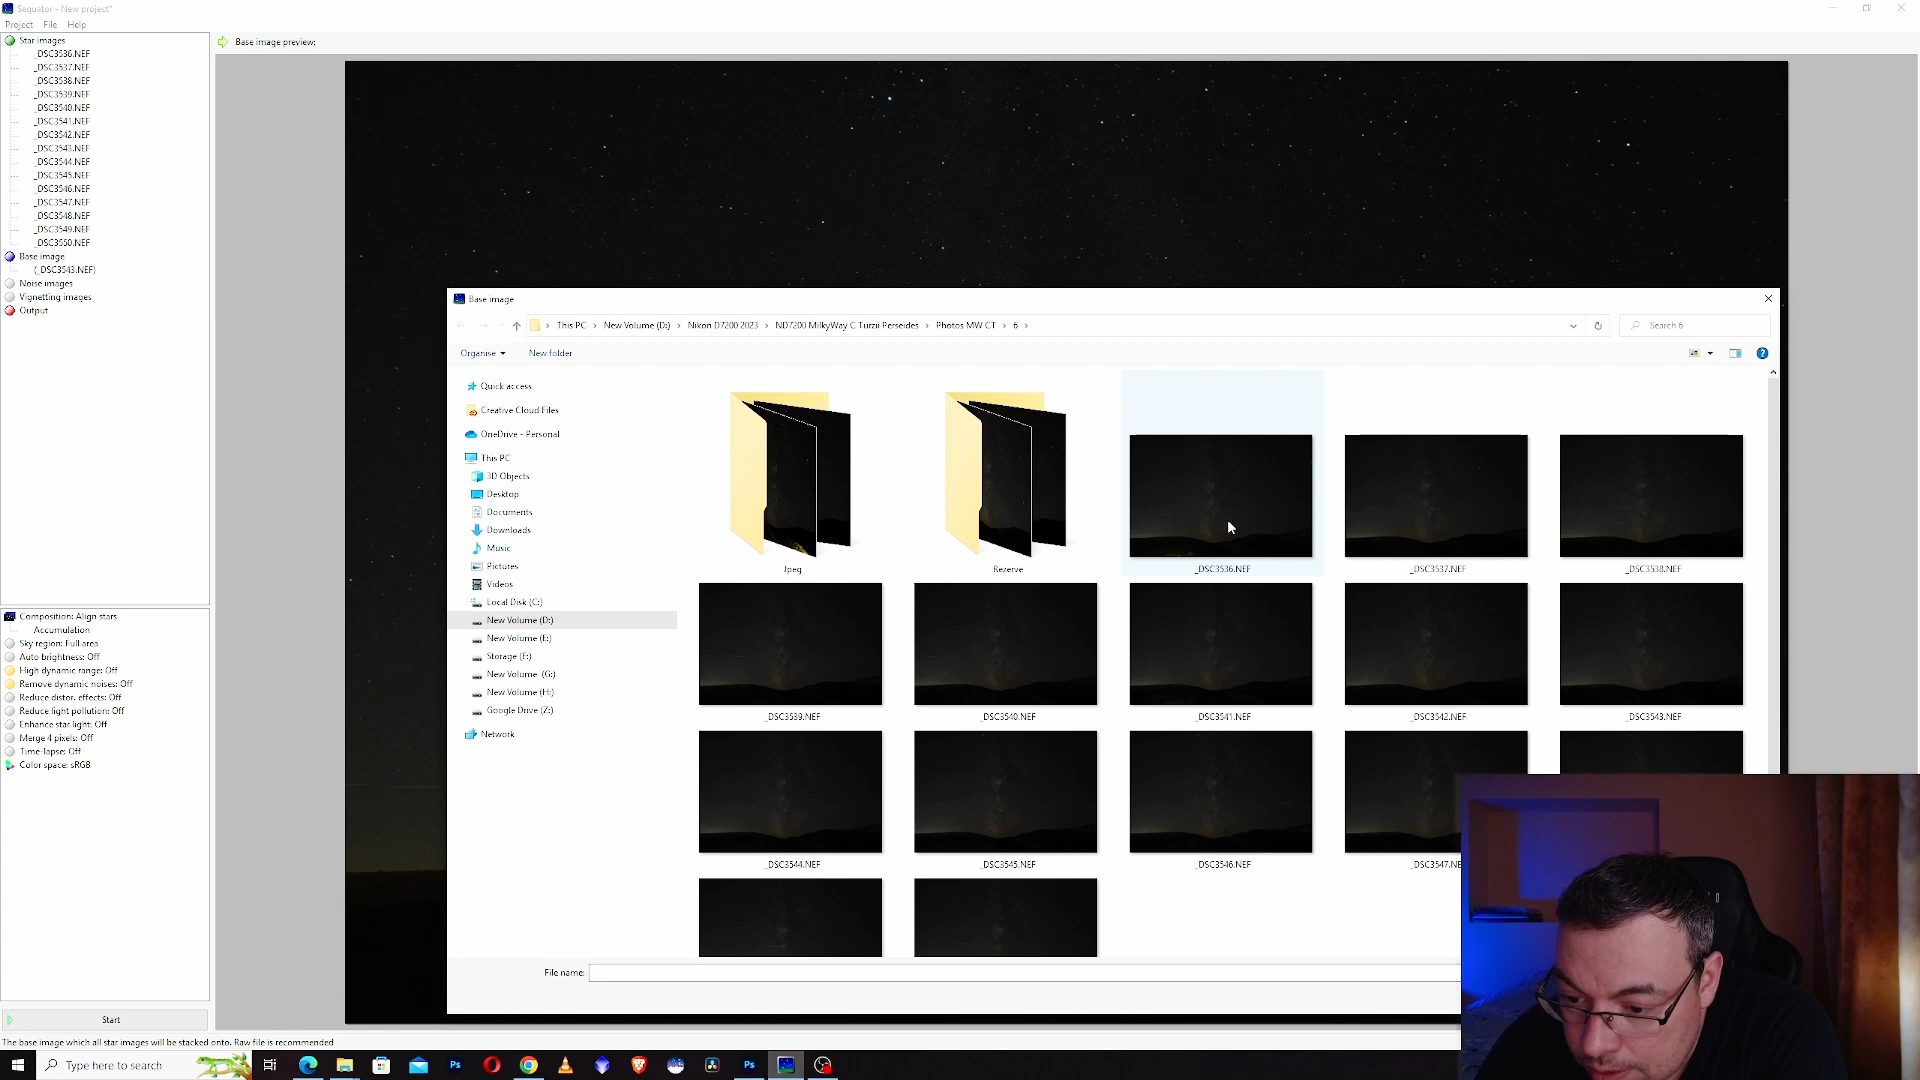 Sequator - New project*
Project File Help
Star images
_DSC3536.NEF
_DSC3537.NEF
_DSC3538.NEF
_DSC3539.NEF
_DSC3540.NEF
_DSC3541.NEF
_DSC3542.NEF
_DSC3543.NEF
_DSC3544.NEF
_DSC3545.NEF
_DSC3546.NEF
_DSC3547.NEF
_DSC3548.NEF
_DSC3549.NEF
_DSC3550.NEF
Base image
(_DSC3543.NEF)
Noise images
Vignetting images
Output
Composition: Align stars
Accumulation
Sky region: Full area
Auto brightness: Off
High dynamic range: Off
Remove dynamic noises: Off
Reduce distor. effects: Off
Reduce light pollution: Off
Enhance star light: Off
Merge 4 pixels: Off
Time-lapse: Off
Color space: sRGB
Start
The base image which all star images will be stacked onto. Raw file is recommended
Base image preview:
Base image
This PC > New Volume (D:) > Nikon D7200 2023 > ND7200 MilkyWay C Turzii Perseides > Photos MW CT > 6 >
Search 6
Organise
New folder
Quick access
Creative Cloud Files
OneDrive - Personal
This PC
3D Objects
Desktop
Documents
Downloads
Music
Pictures
Videos
Local Disk (C:)
New Volume (D:)
New Volume (E:)
Storage (F:)
New Volume (G:)
New Volume (H:)
Google Drive (Z:)
Network
Jpeg
Rezerve
_DSC3536.NEF
_DSC3537.NEF
_DSC3538.NEF
_DSC3539.NEF
_DSC3540.NEF
_DSC3541.NEF
_DSC3542.NEF
_DSC3543.NEF
_DSC3544.NEF
_DSC3545.NEF
_DSC3546.NEF
_DSC3547.NE
File name:
Type here to search
Ps
Ps